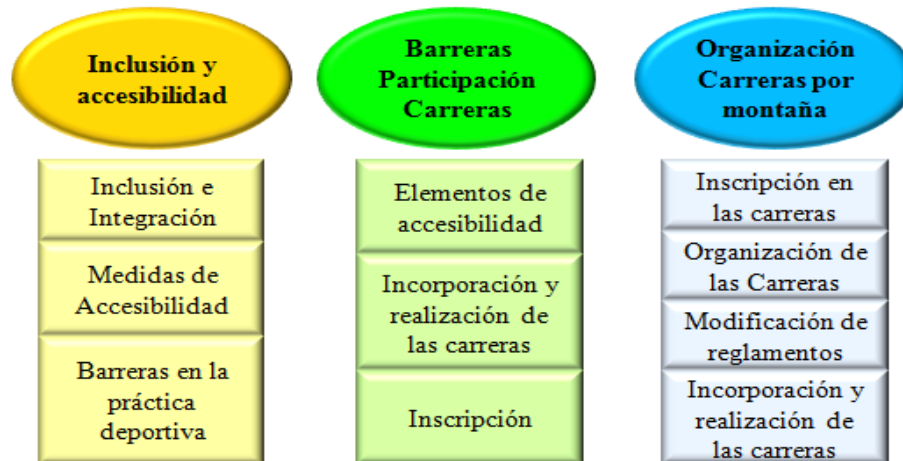 Inclusión y
accesibilidad
Inclusión e
Integración
Medidas de
Accesibilidad
Barreras en la
práctica
deportiva
Barreras
Participación
Carreras
Elementos de
accesibilidad
Incorporación y
realización de
las carreras
Inscripción
Organización
Carreras por
montaña
Inscripción en
las carreras
Organización de
las Carreras
Modificación de
reglamentos
Incorporación y
realización de
las carreras